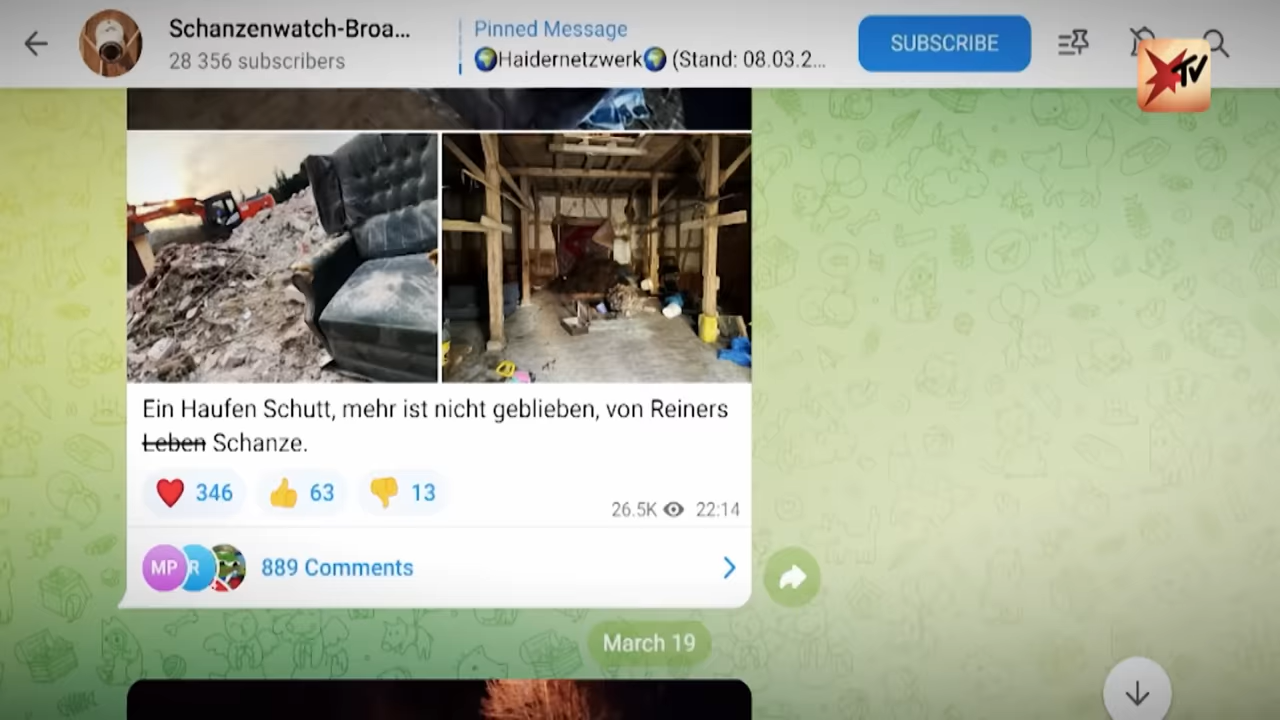 Schanzenwatch-Broa...
28 356 subscribers
Pinned Message
🌍Haidernetzwerk🌍 (Stand: 08.03.2...
SUBSCRIBE
TV
Ein Haufen Schutt, mehr ist nicht geblieben, von Reiners
Leben Schanze.
❤️ 346 👍 63 👎 13
26.5K 22:14
MP R
889 Comments
March 19